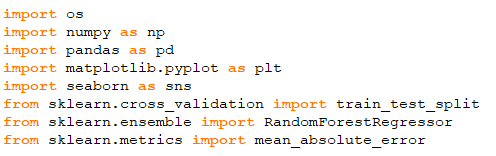 import os
import numpy as np
import pandas as pd
import matplotlib.pyplot as plt
import seaborn as sns
from sklearn.cross_validation import train_test_split
from sklearn.ensemble import RandomForestRegressor
from sklearn.metrics import mean_absolute_error